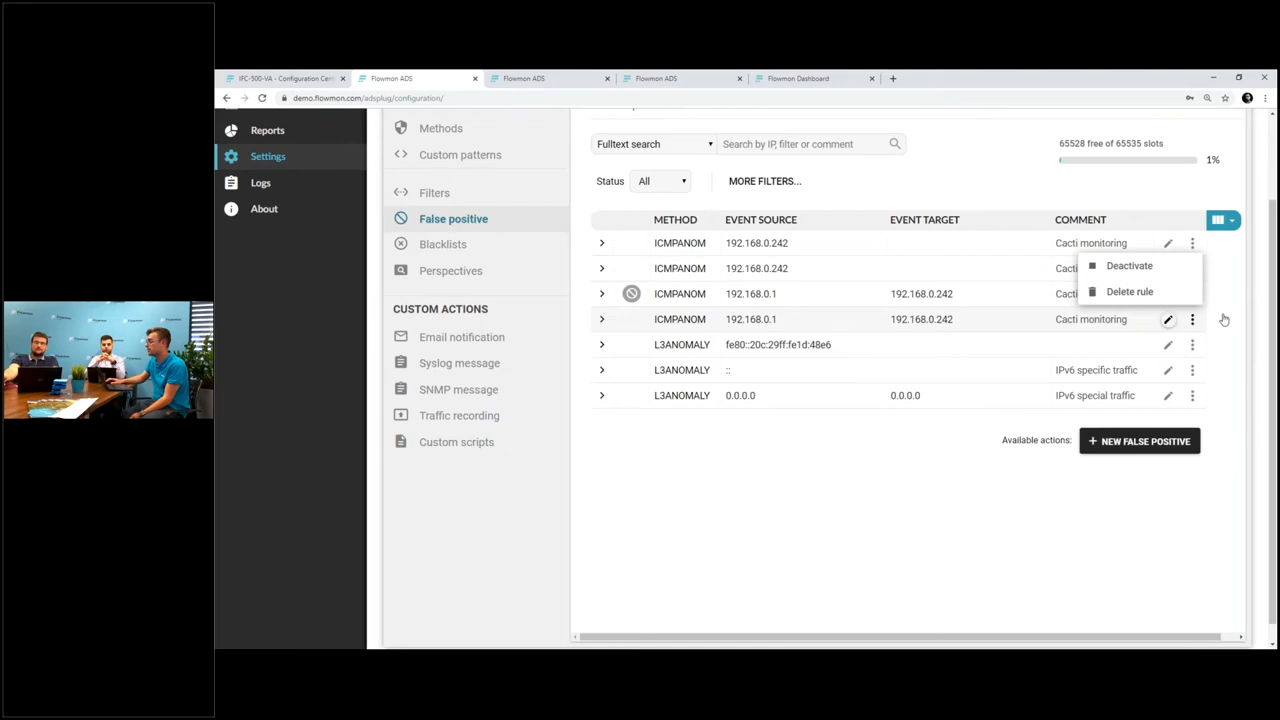 IFC-500-VA - Configuration Cen
Flowmon ADS
Flowmon ADS
Flowmon ADS
Flowmon Dashboard
demo.flowmon.com/adsplug/configuration/
Reports
Settings
Logs
About
Methods
Custom patterns
Filters
False positive
Blacklists
Perspectives
CUSTOM ACTIONS
Email notification
Syslog message
SNMP message
Traffic recording
Custom scripts
Fulltext search
Search by IP, filter or comment
65528 free of 65535 slots
1%
Status All MORE FILTERS...
METHOD EVENT SOURCE EVENT TARGET COMMENT
ICMPANOM 192.168.0.242 Cacti monitoring
ICMPANOM 192.168.0.242 Cacti
ICMPANOM 192.168.0.1 192.168.0.242 Cacti
ICMPANOM 192.168.0.1 192.168.0.242 Cacti monitoring
L3ANOMALY fe80::20c:29ff:fe1d:48e6
L3ANOMALY :: IPv6 specific traffic
L3ANOMALY 0.0.0.0 0.0.0.0 IPv6 special traffic
Deactivate
Delete rule
Available actions: + NEW FALSE POSITIVE